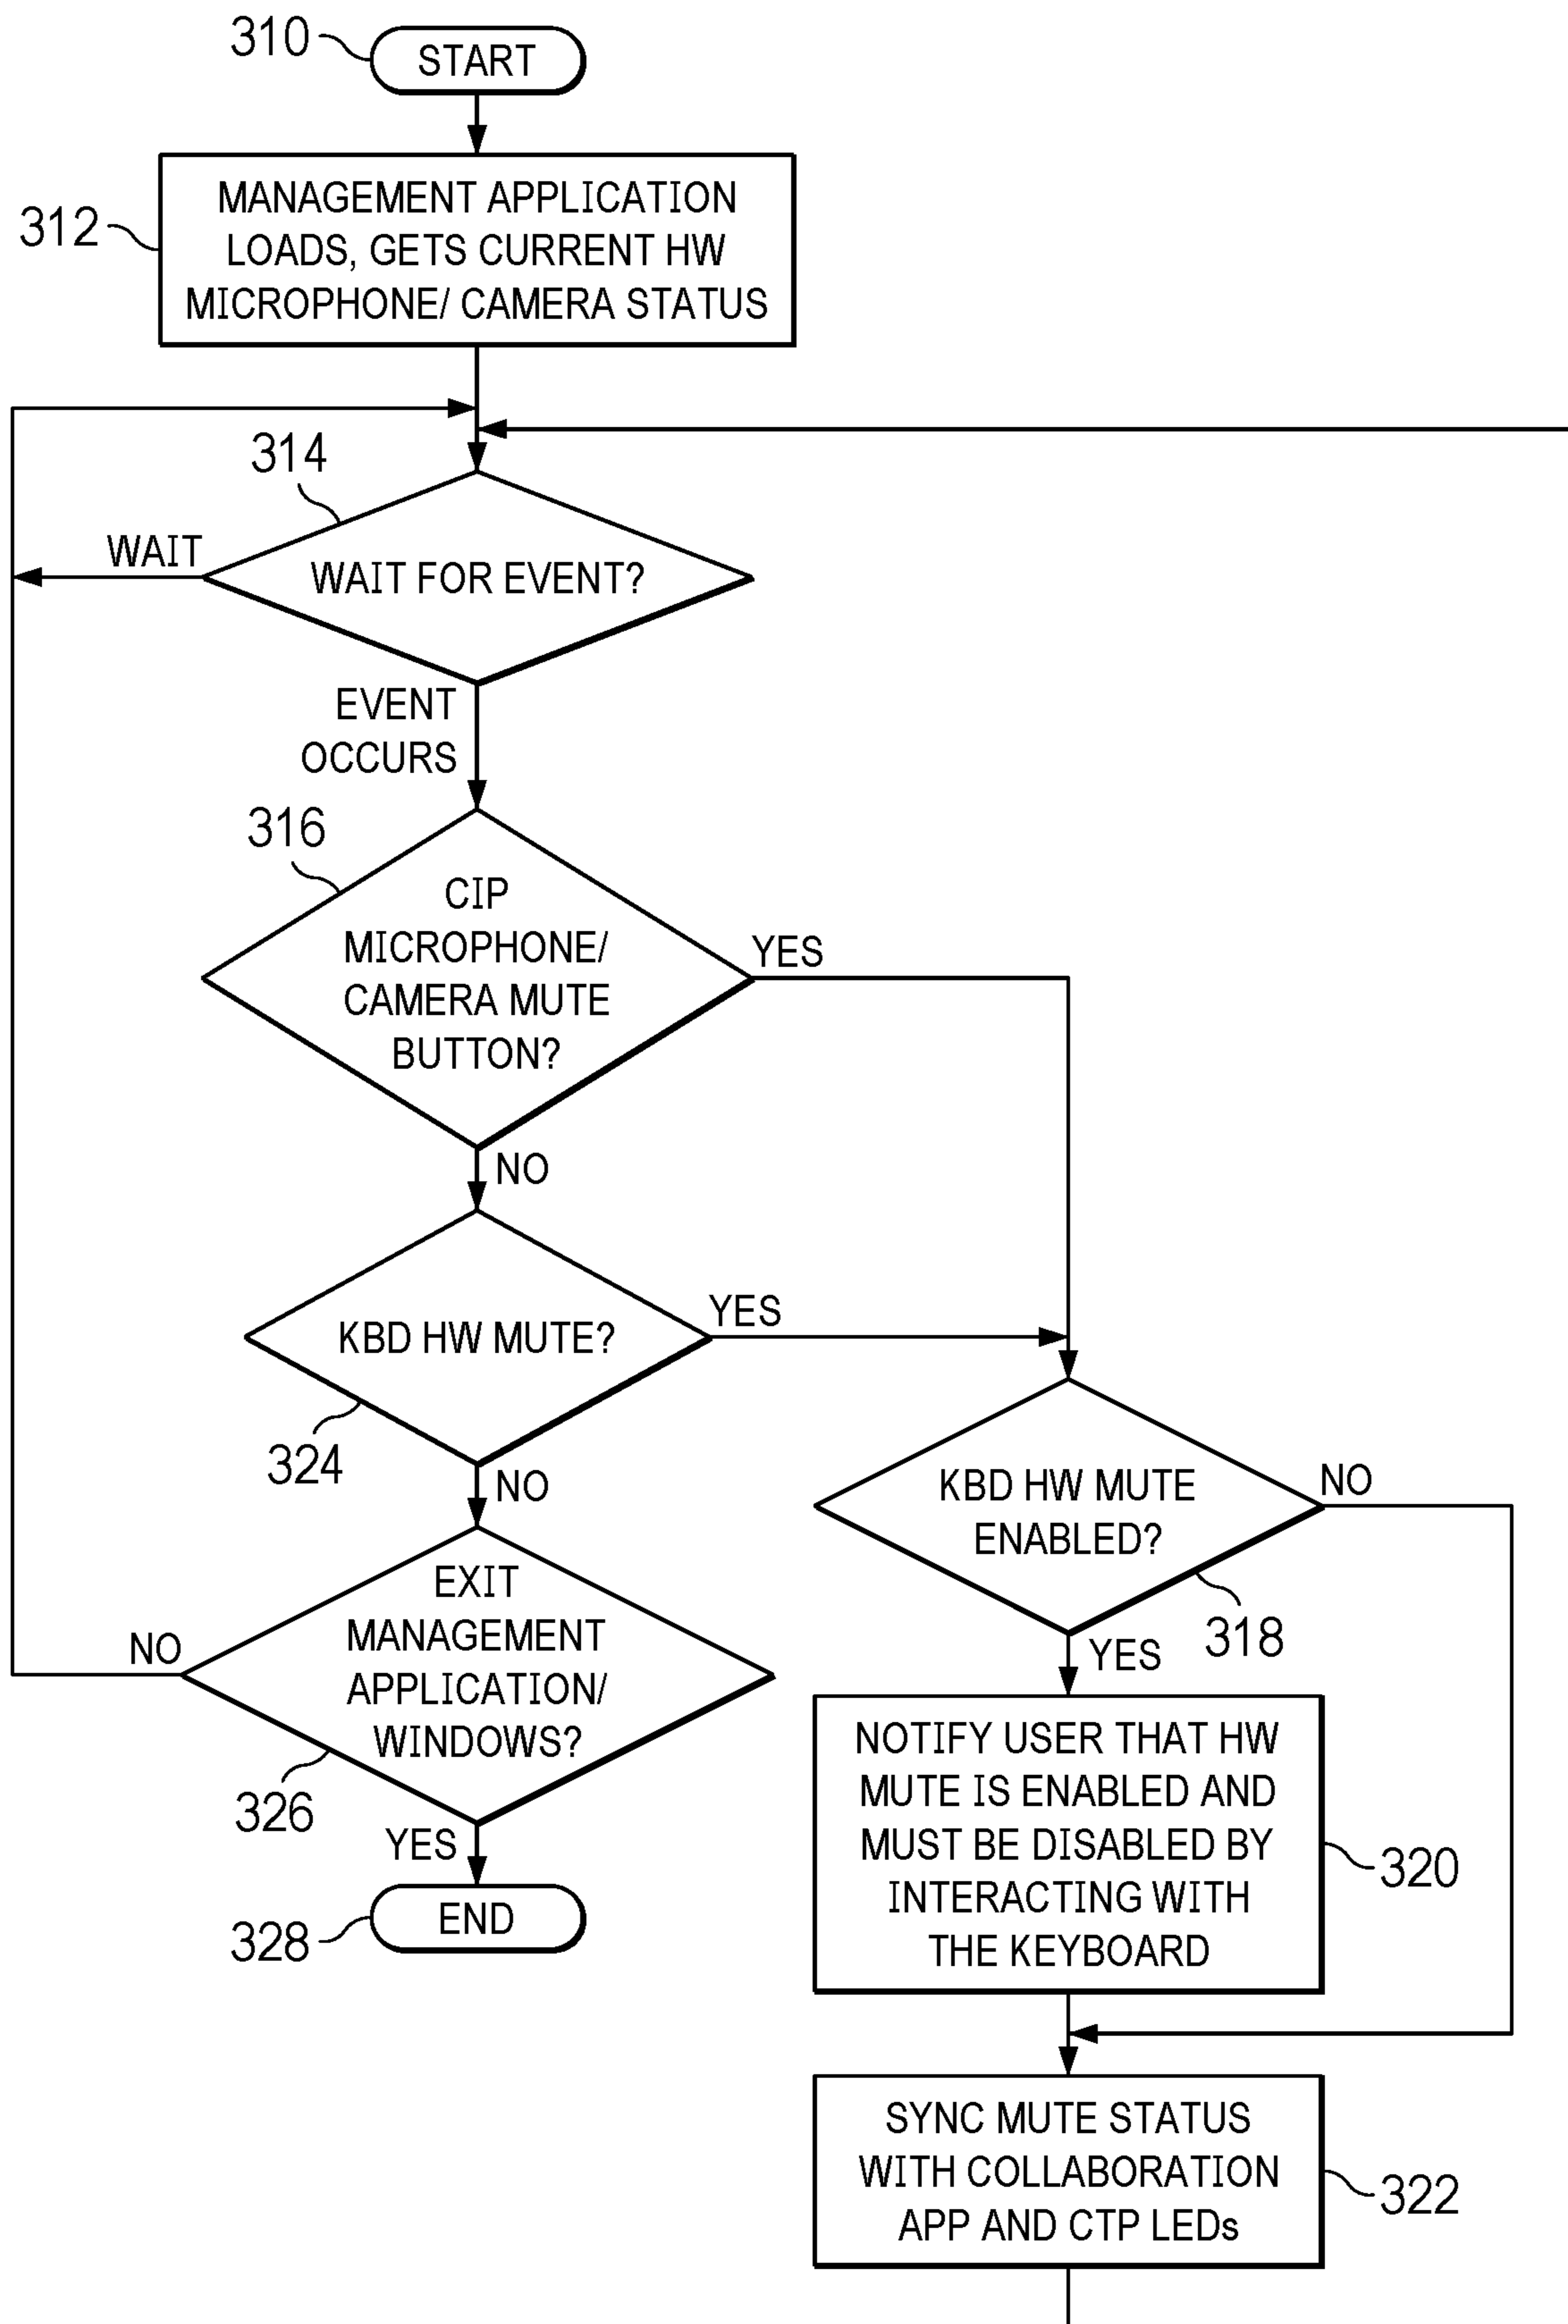 310
START
312
MANAGEMENT APPLICATION
LOADS, GETS CURRENT HW
MICROPHONE/ CAMERA STATUS
314
WAIT
WAIT FOR EVENT?
EVENT
OCCURS
316
CIP
MICROPHONE/
CAMERA MUTE
BUTTON?
YES
NO
KBD HW MUTE?
YES
324
NO
KBD HW MUTE
ENABLED?
NO
318
YES
EXIT
MANAGEMENT
APPLICATION/
WINDOWS?
NO
326
YES
END
328
NOTIFY USER THAT HW
MUTE IS ENABLED AND
MUST BE DISABLED BY
INTERACTING WITH
THE KEYBOARD
320
SYNC MUTE STATUS
WITH COLLABORATION
APP AND CTP LEDs
322